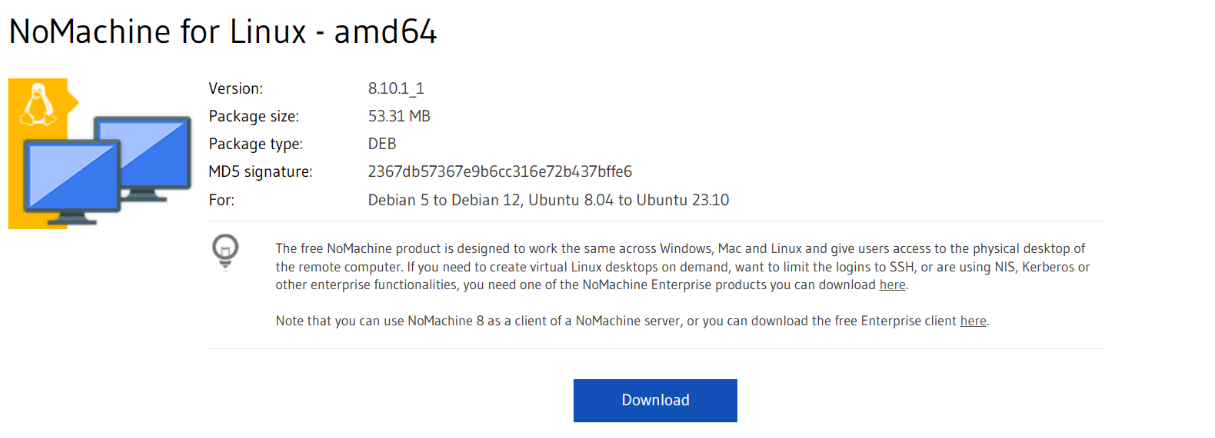 NoMachine for Linux - amd64
Version: 8.10.1_1
Package size: 53.31 MB
Package type: DEB
MD5 signature: 2367db57367e9b6cc316e72b437bffe6
For: Debian 5 to Debian 12, Ubuntu 8.04 to Ubuntu 23.10
The free NoMachine product is designed to work the same across Windows, Mac and Linux and give users access to the physical desktop of
the remote computer. If you need to create virtual Linux desktops on demand, want to limit the logins to SSH, or are using NIS, Kerberos or
other enterprise functionalities, you need one of the NoMachine Enterprise products you can download here.
Note that you can use NoMachine 8 as a client of a NoMachine server, or you can download the free Enterprise client here.
Download